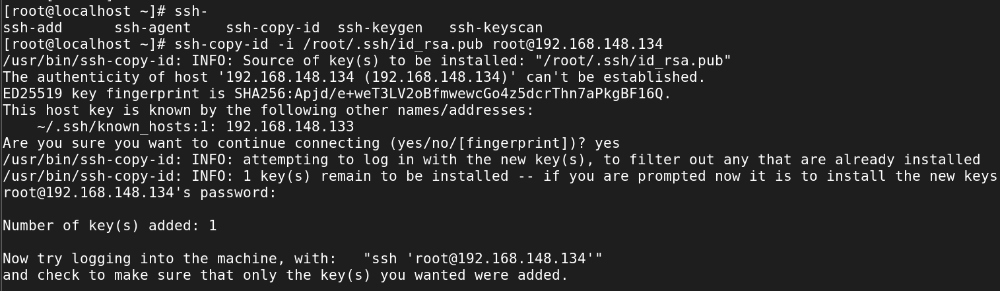 [root@localhost ~]# ssh-
ssh-add      ssh-agent    ssh-copy-id  ssh-keygen   ssh-keyscan
[root@localhost ~]# ssh-copy-id -i /root/.ssh/id_rsa.pub root@192.168.148.134
/usr/bin/ssh-copy-id: INFO: Source of key(s) to be installed: "/root/.ssh/id_rsa.pub"
The authenticity of host '192.168.148.134 (192.168.148.134)' can't be established.
ED25519 key fingerprint is SHA256:Apjd/e+weT3LV2oBfmwewcGo4z5dcrThn7aPkgBF16Q.
This host key is known by the following other names/addresses:
    ~/.ssh/known_hosts:1: 192.168.148.133
Are you sure you want to continue connecting (yes/no/[fingerprint])? yes
/usr/bin/ssh-copy-id: INFO: attempting to log in with the new key(s), to filter out any that are already installed
/usr/bin/ssh-copy-id: INFO: 1 key(s) remain to be installed -- if you are prompted now it is to install the new keys
root@192.168.148.134's password:
Number of key(s) added: 1
Now try logging into the machine, with:   "ssh 'root@192.168.148.134'"
and check to make sure that only the key(s) you wanted were added.